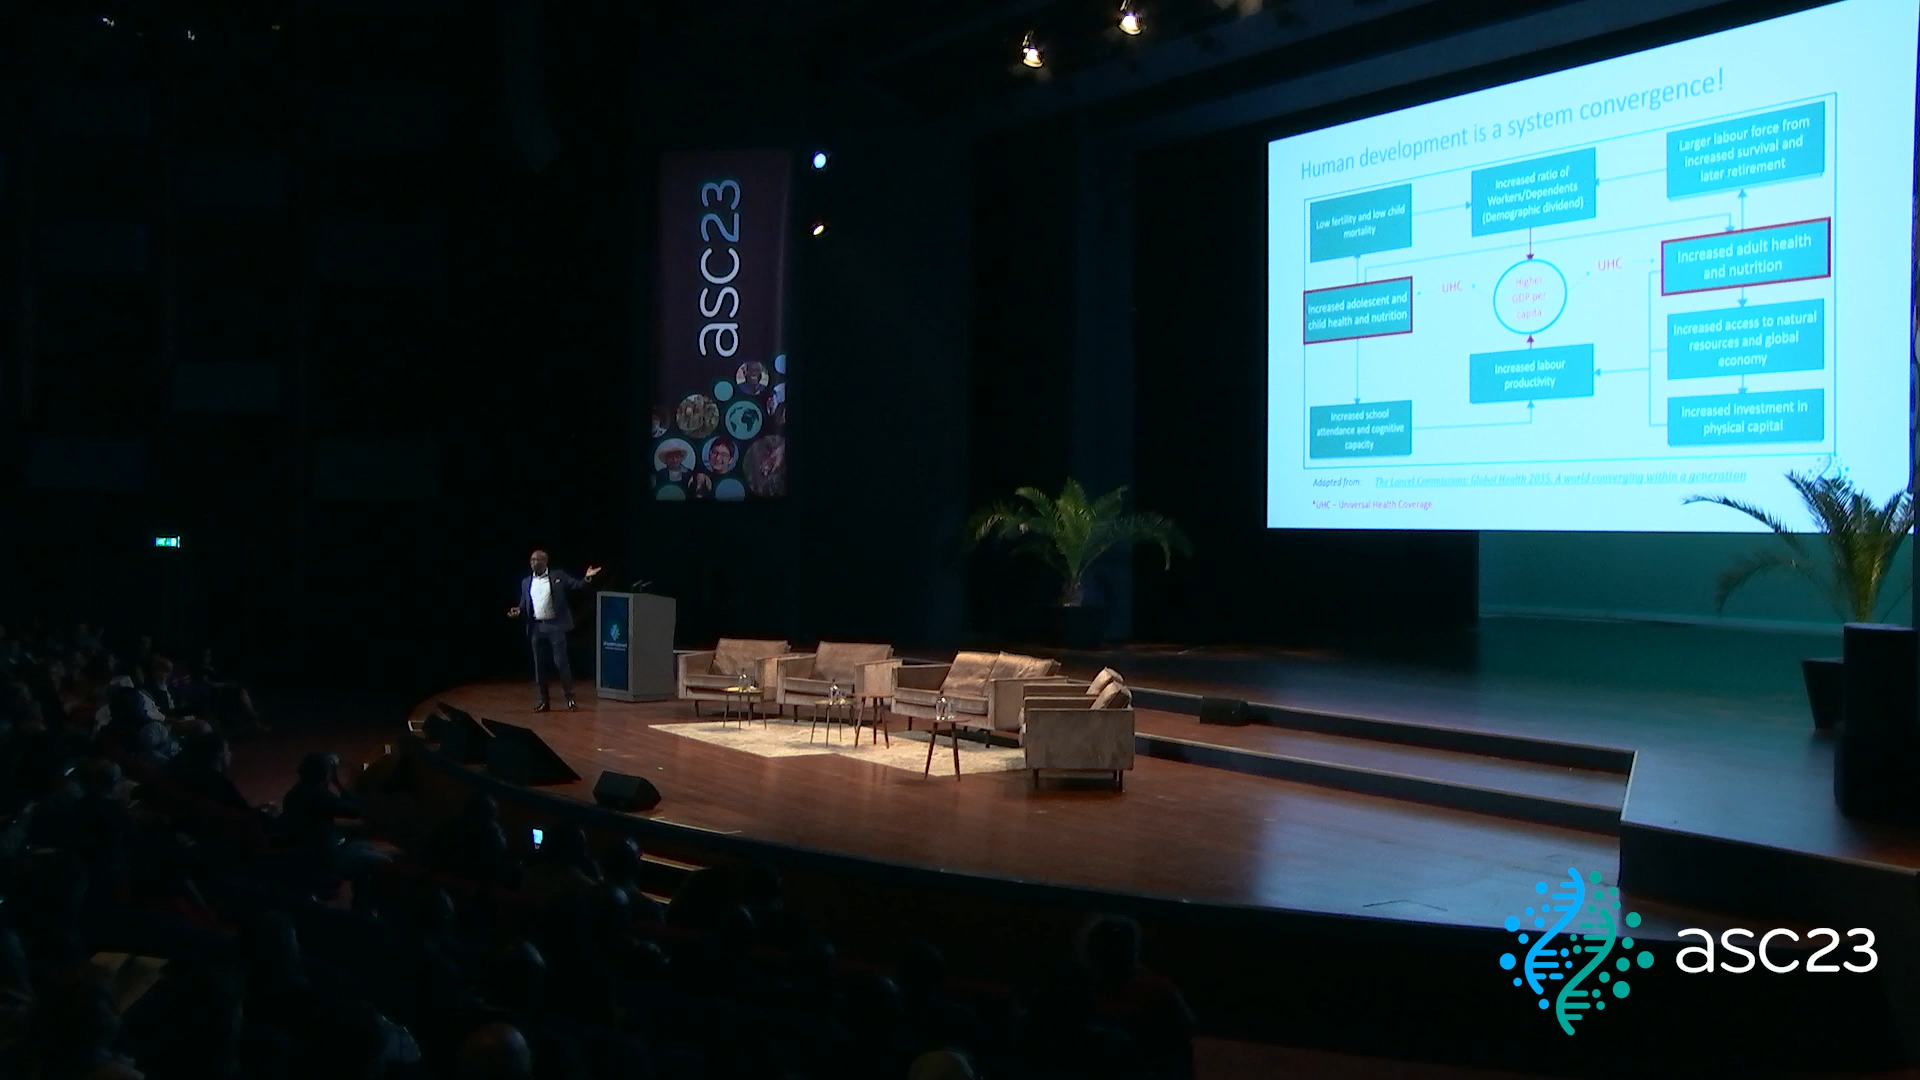 asc23
Human development is a system convergence!
Low fertility and low child
mortality
Increased ratio of
Workers/Dependents
(Demographic dividend)
Larger labour force from
increased survival and
later retirement
Increased adolescent and
child health and nutrition
UHC
Higher
GDP per
capita
UHC
Increased adult health
and nutrition
Increased labour
productivity
Increased access to natural
resources and global
economy
Increased school
attendance and cognitive
capacity
Increased investment in
physical capital
Adapted from: The Lancet Commissions: Global Health 2035, A world converging within a generation
*UHC – Universal Health Coverage
asc23